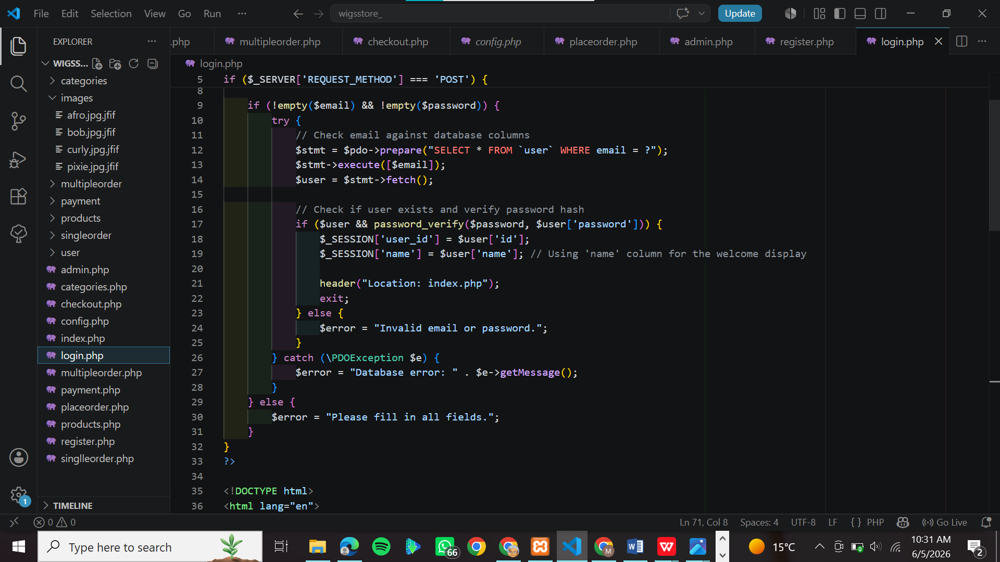 File Edit Selection View Go Run ···
wigsstore_
Update
EXPLORER ···
.php multipleorder.php checkout.php config.php placeorder.php admin.php register.php login.php ···
WIGSS...
categories
images
afro.jpg.jfif
bob.jpg.jfif
curly.jpg.jfif
pixie.jpg.jfif
multipleorder
payment
products
singleorder
user
admin.php
categories.php
checkout.php
config.php
index.php
login.php
multipleorder.php
payment.php
placeorder.php
products.php
register.php
singlleorder.php
TIMELINE
1
login.php
5 if ($_SERVER['REQUEST_METHOD'] === 'POST') {
8
9 if (!empty($email) && !empty($password)) {
10 try {
11 // Check email against database columns
12 $stmt = $pdo->prepare("SELECT * FROM `user` WHERE email = ?");
13 $stmt->execute([$email]);
14 $user = $stmt->fetch();
15
16 // Check if user exists and verify password hash
17 if ($user && password_verify($password, $user['password'])) {
18 $_SESSION['user_id'] = $user['id'];
19 $_SESSION['name'] = $user['name']; // Using 'name' column for the welcome display
20
21 header("Location: index.php");
22 exit;
23 } else {
24 $error = "Invalid email or password.";
25 }
26 } catch (\PDOException $e) {
27 $error = "Database error: " . $e->getMessage();
28 }
29 } else {
30 $error = "Please fill in all fields.";
31 }
32 }
33 ?>
34
35 <!DOCTYPE html>
36 <html lang="en">
0 0 Ln 71, Col 8 Spaces: 4 UTF-8 LF { } PHP Go Live
Type here to search
66
15°C
10:31 AM
6/5/2026
2